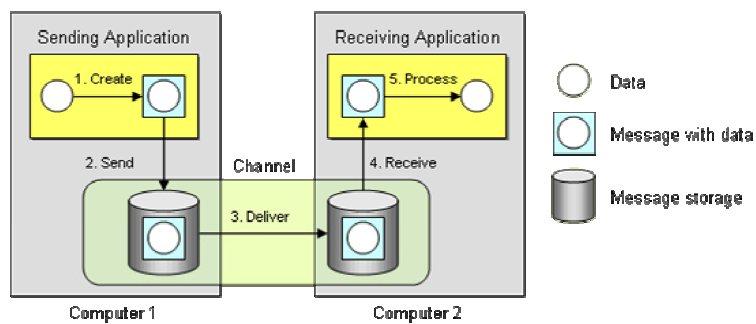 Sending Application
Receiving Application
1. Create
5. Process
Data
Message with data
2. Send
Channel
4. Receive
Message storage
3. Deliver
Computer 1
Computer 2